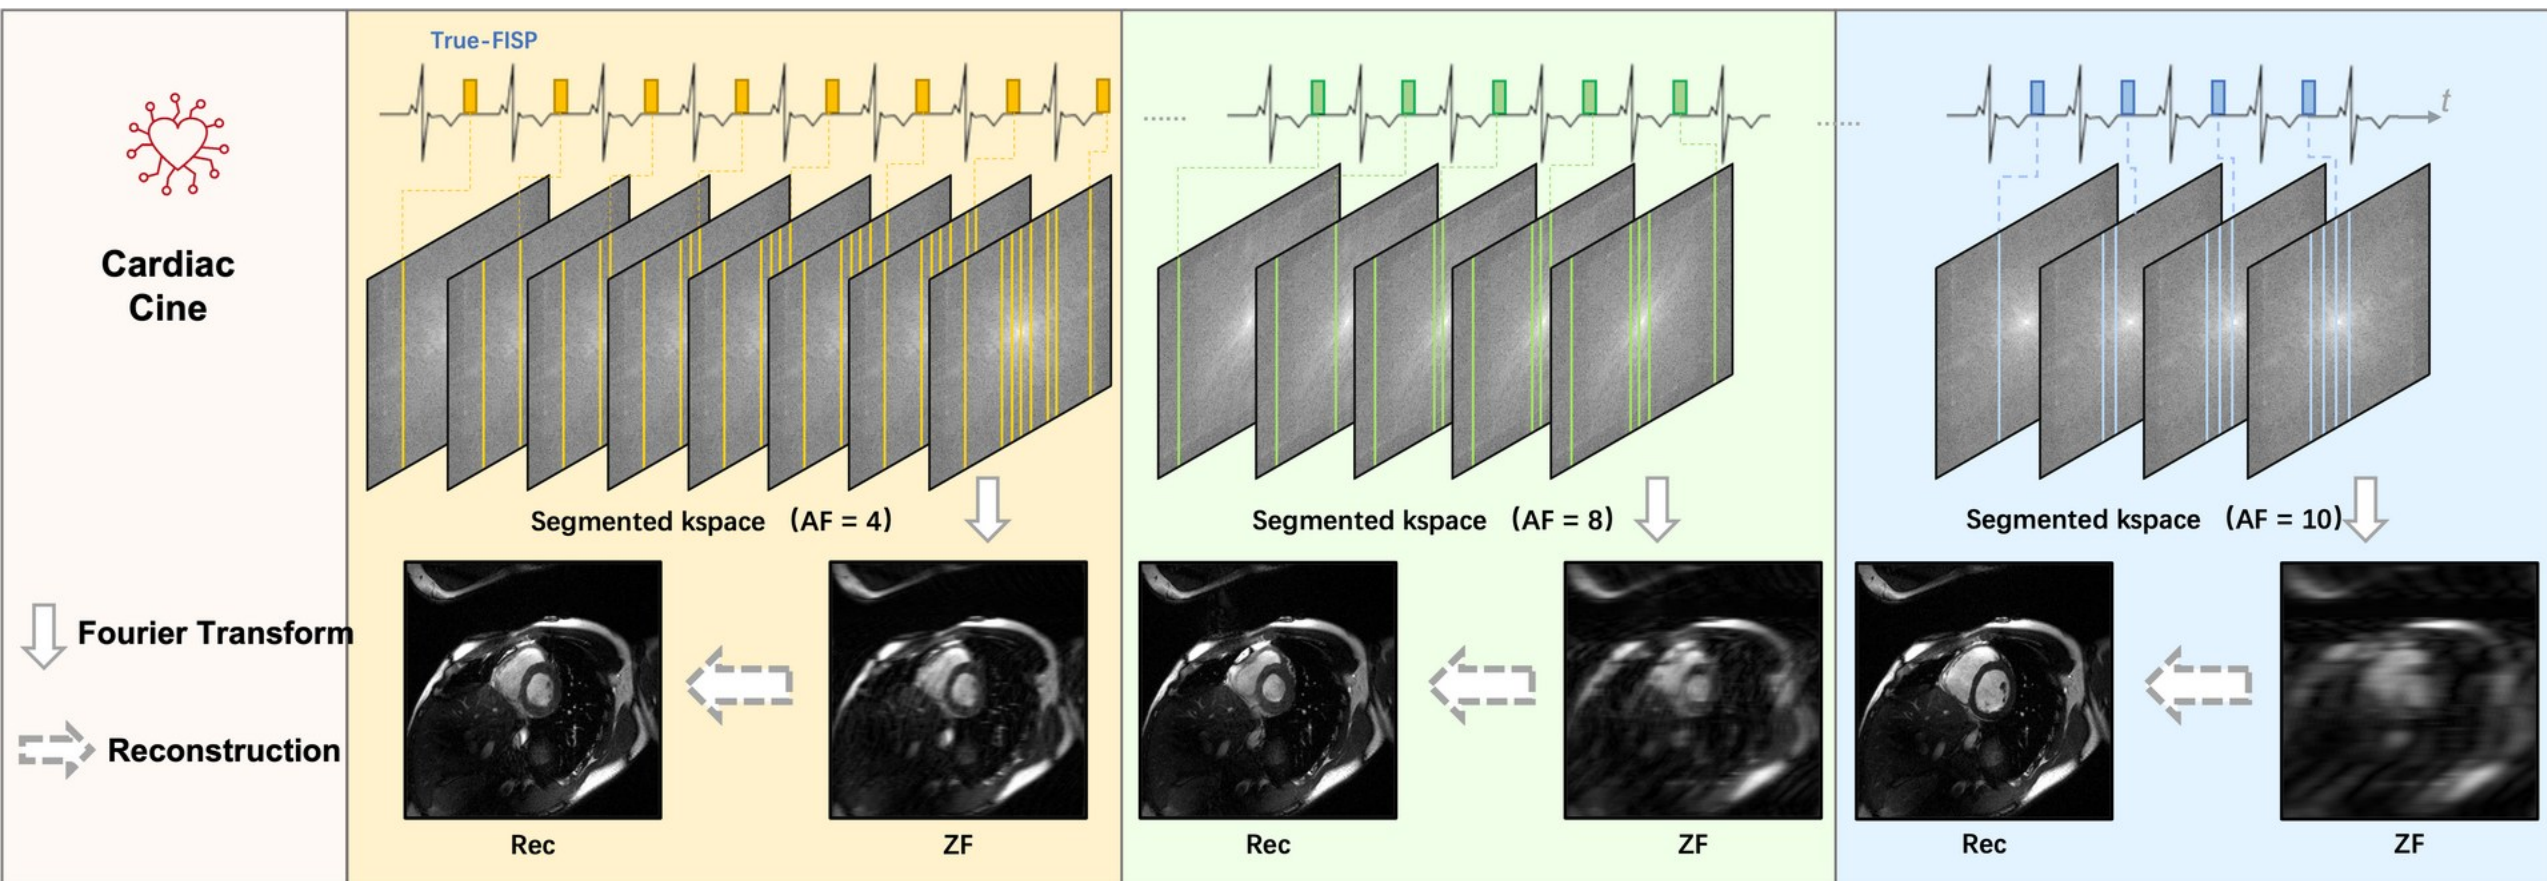 Cardiac
Cine
Fourier Transform
Reconstruction
True-FISP
Segmented kspace (AF = 4)
Rec
ZF
......
Segmented kspace (AF = 8)
Rec
ZF
......
t
Segmented kspace (AF = 10)
Rec
ZF